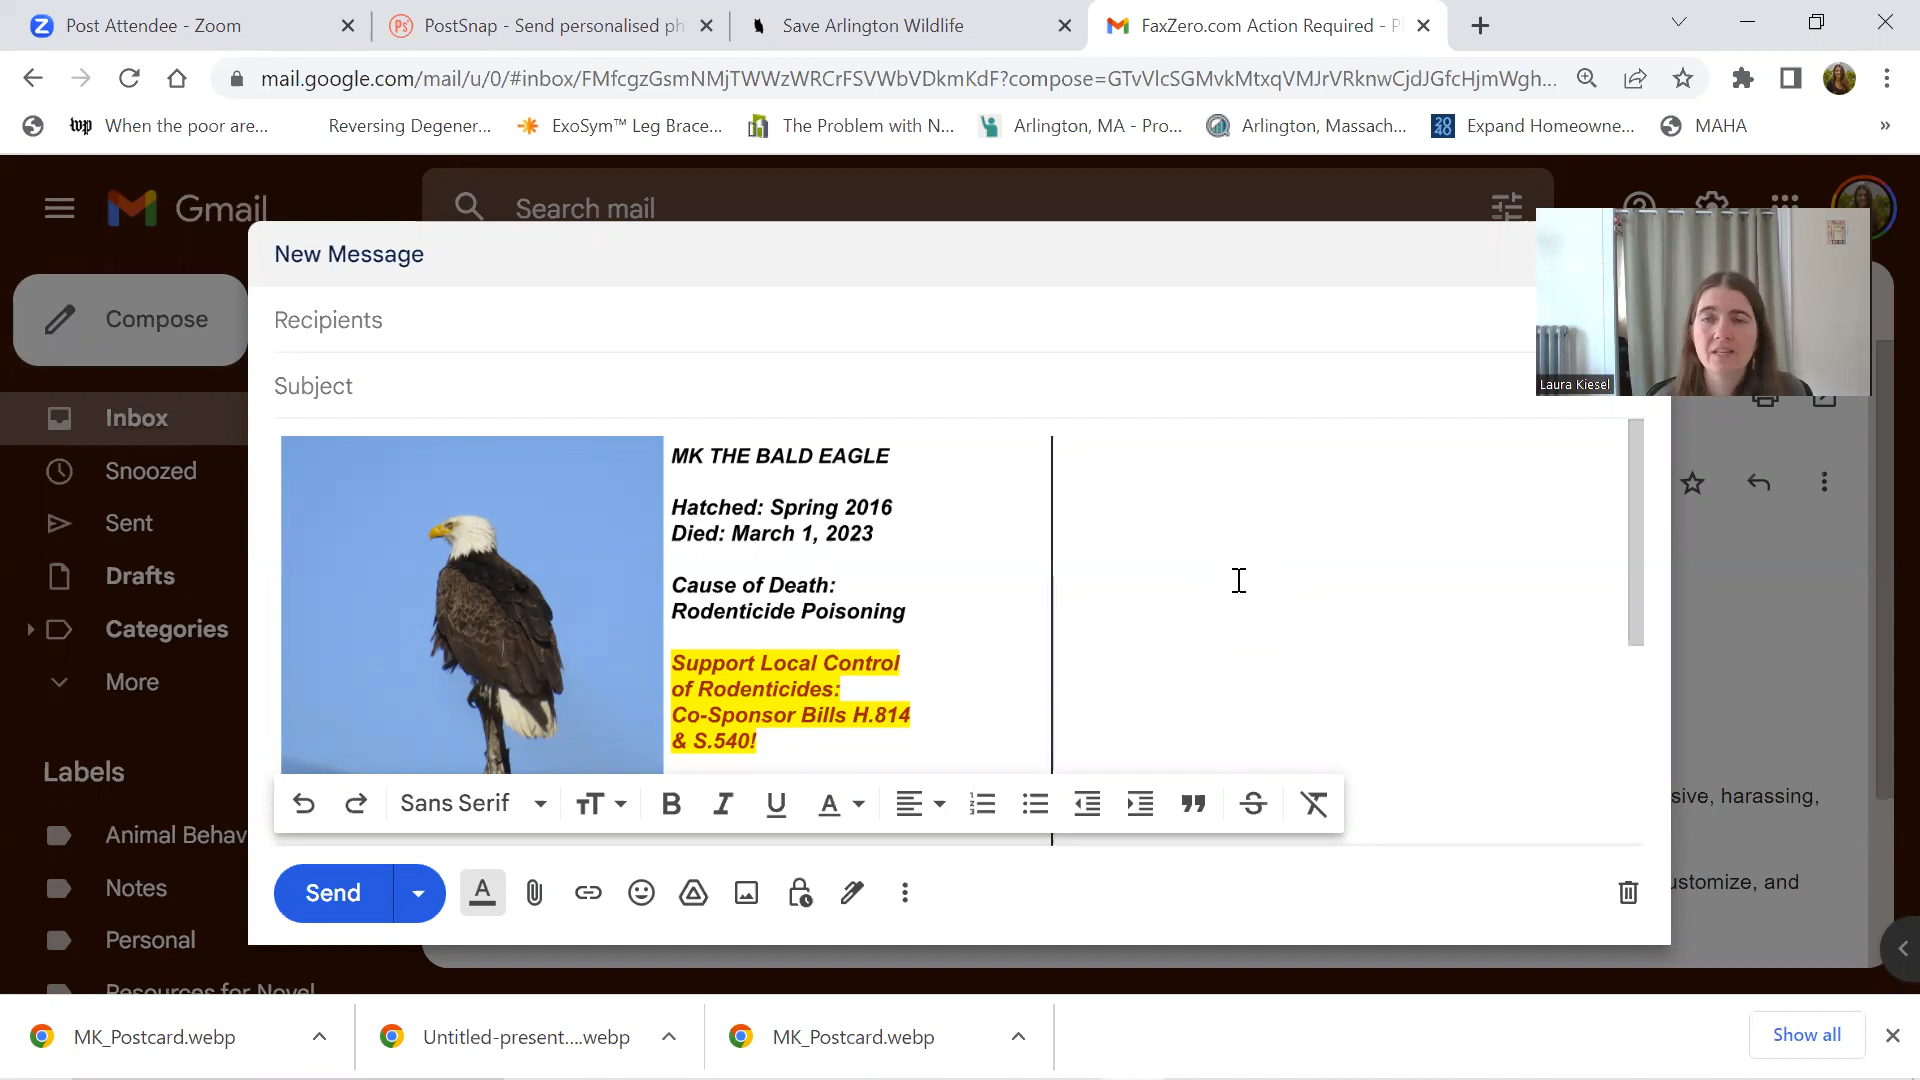 Post Attendee - Zoom
PostSnap - Send personalised ph
Save Arlington Wildlife
FaxZero.com Action Required - P
mail.google.com/mail/u/0/#inbox/FMfcgzGsmNMjTWWzWRCrFSVWbVDkmKdF?compose=GTvVlcSGMvkMtxqVMJrVRknwCjdJGfcHjmWgh...
wp When the poor are...
Reversing Degener...
ExoSym™ Leg Brace...
The Problem with N...
Arlington, MA - Pro...
Arlington, Massach...
2040 Expand Homeowne...
MAHA
»
Gmail
Search mail
New Message
Compose
Recipients
Laura Kiesel
Subject
Inbox
Snoozed
Sent
Drafts
Categories
More
Labels
Animal Behav
Notes
Personal
Resources for Novel
MK THE BALD EAGLE
Hatched: Spring 2016
Died: March 1, 2023
Cause of Death:
Rodenticide Poisoning
Support Local Control
of Rodenticides:
Co-Sponsor Bills H.814
& S.540!
sive, harassing,
ustomize, and
Sans Serif
Send
MK_Postcard.webp
Untitled-present....webp
MK_Postcard.webp
Show all